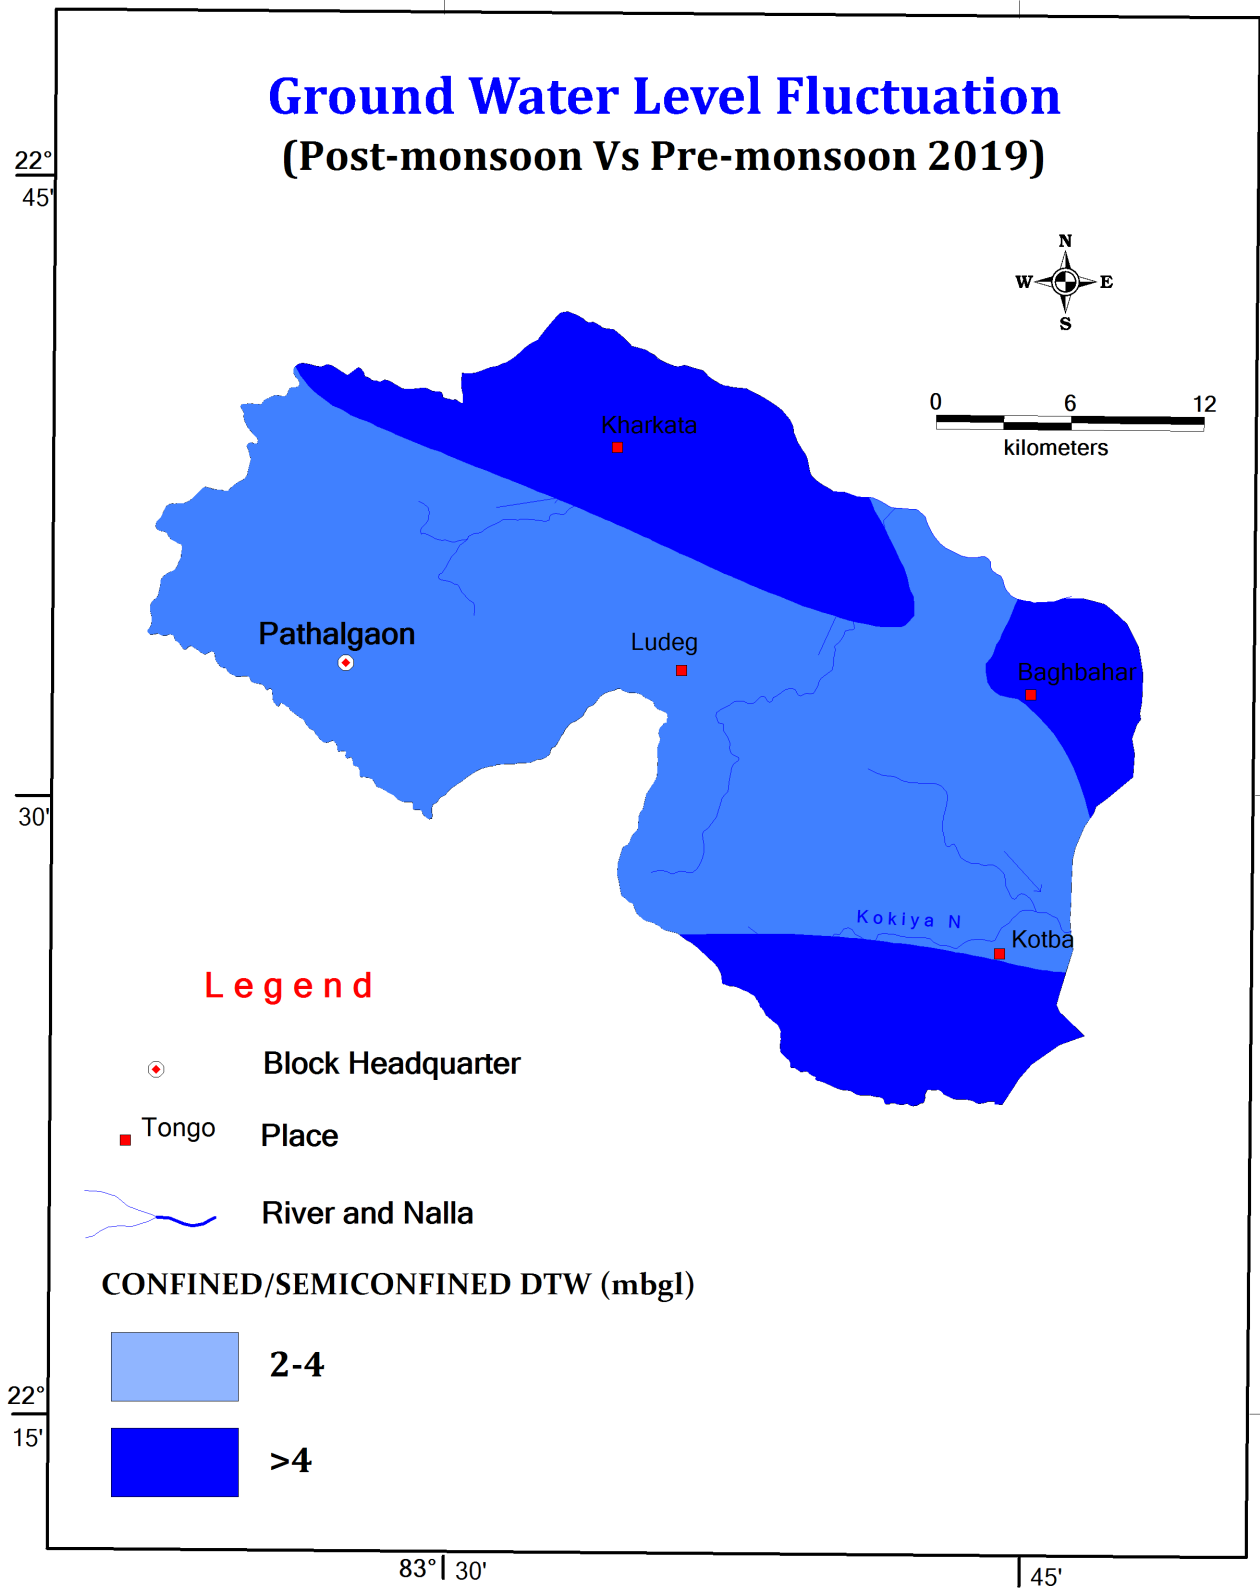 Ground Water Level Fluctuation
(Post-monsoon Vs Pre-monsoon 2019)
22°
45'
N
W E
S
0 6 12
kilometers
Kharkata
Pathalgaon
Ludeg
Baghbahar
30'
Kokiya N
Kotba
Legend
Block Headquarter
Tongo Place
River and Nalla
CONFINED/SEMICONFINED DTW (mbgl)
2-4
>4
22°
15'
83° 30'
45'